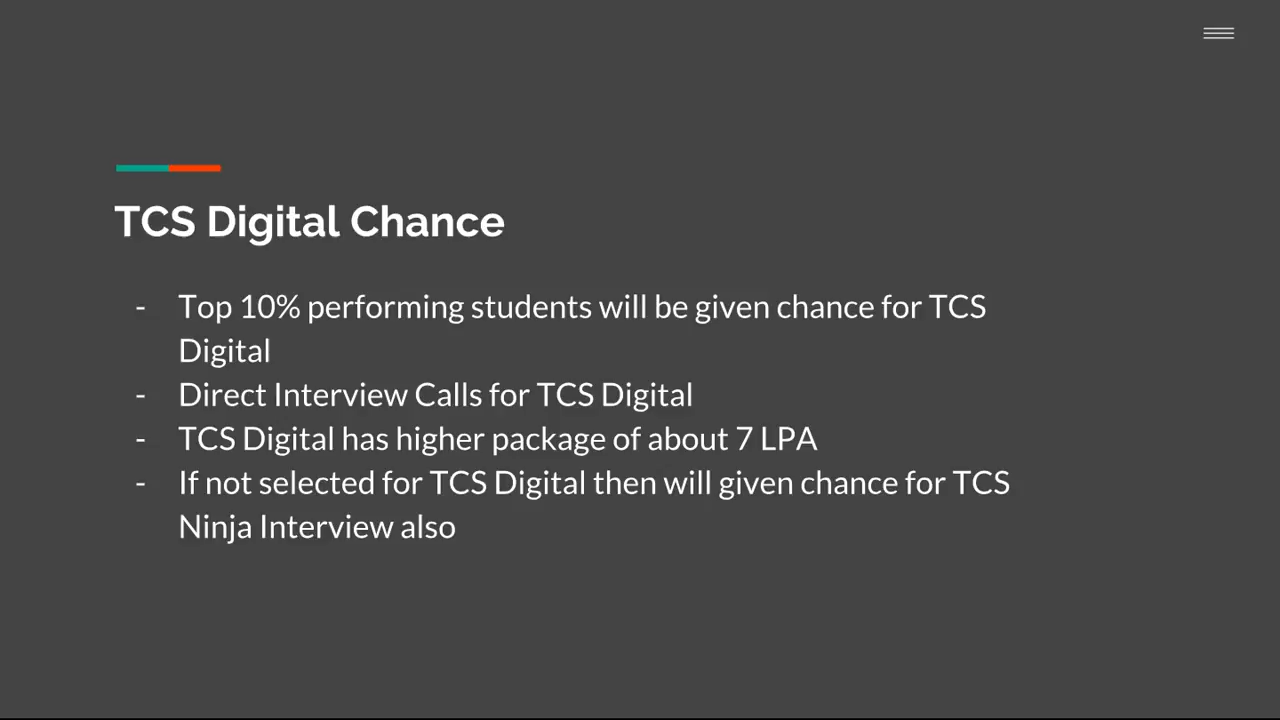 TCS Digital Chance
- Top 10% performing students will be given chance for TCS
Digital
- Direct Interview Calls for TCS Digital
- TCS Digital has higher package of about 7 LPA
- If not selected for TCS Digital then will given chance for TCS
Ninja Interview also